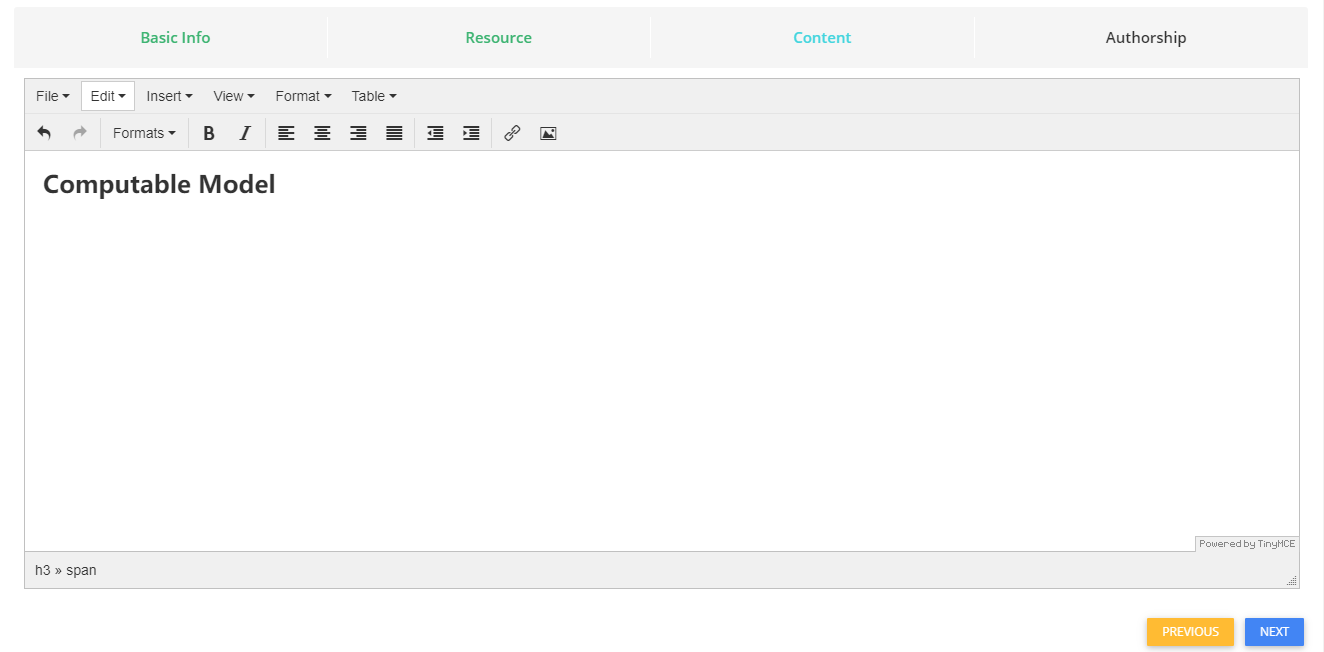 Basic Info Resource Content Authorship
File Edit Insert View Format Table
Formats B I
Computable Model
Powered by TinyMCE
h3 » span
PREVIOUS NEXT